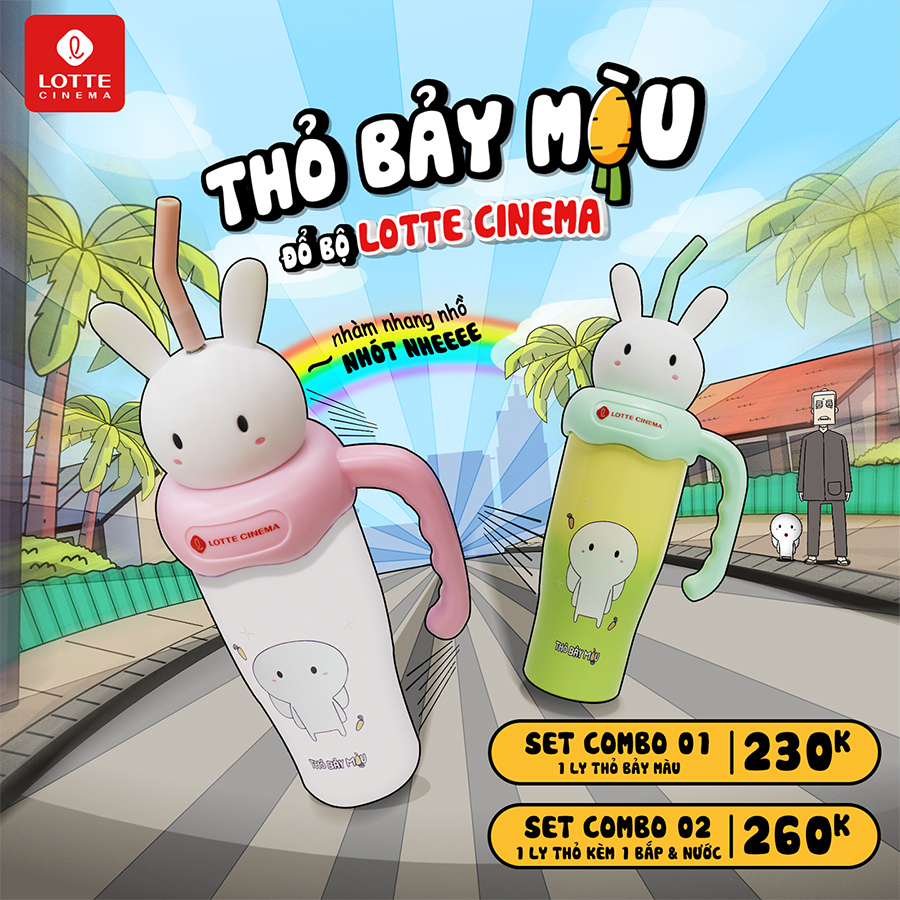 LOTTE
CINEMA
THỎ BẢY MÀU
ĐỔ BỘ LOTTE CINEMA
nhàm nhang nhồ
~ NHÓT NHEEEE
LOTTE CINEMA
THỎ BẢY MÀU
LOTTE CINEMA
THỎ BẢY MÀU
SET COMBO 01 | 230K
1 LY THỎ BẢY MÀU
SET COMBO 02 | 260K
1 LY THỎ KÈM 1 BẮP & NƯỚC